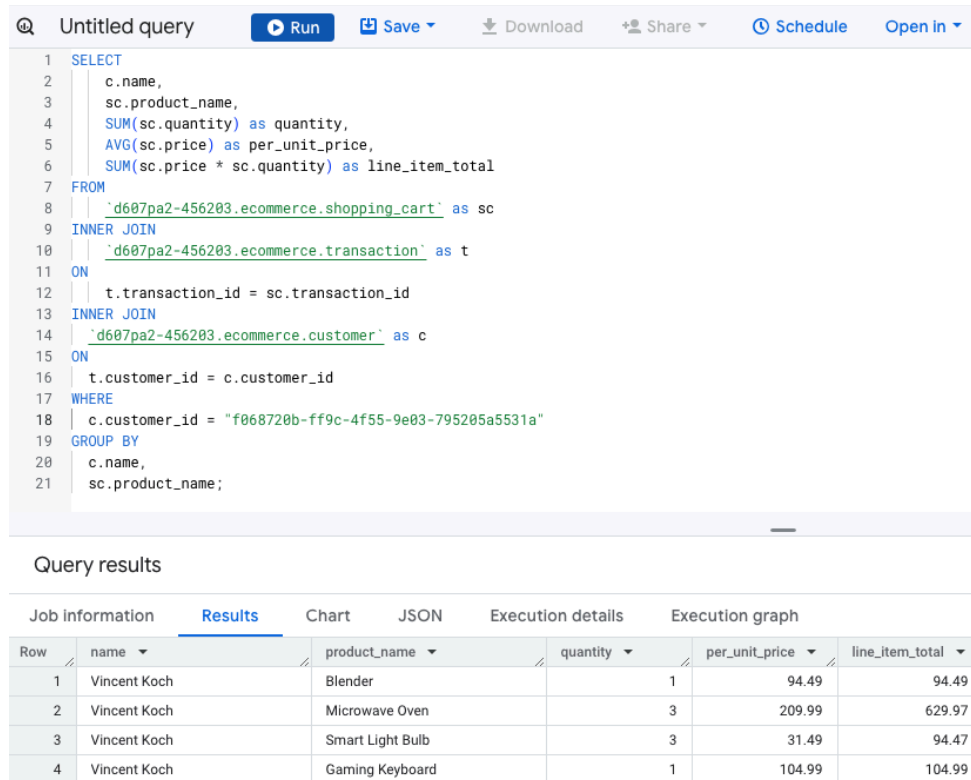 Untitled query Run Save Download Share Schedule Open in
1 SELECT
2 c.name,
3 sc.product_name,
4 SUM(sc.quantity) as quantity,
5 AVG(sc.price) as per_unit_price,
6 SUM(sc.price * sc.quantity) as line_item_total
7 FROM
8 `d607pa2-456203.ecommerce.shopping_cart` as sc
9 INNER JOIN
10 `d607pa2-456203.ecommerce.transaction` as t
11 ON
12 t.transaction_id = sc.transaction_id
13 INNER JOIN
14 `d607pa2-456203.ecommerce.customer` as c
15 ON
16 t.customer_id = c.customer_id
17 WHERE
18 c.customer_id = "f068720b-ff9c-4f55-9e03-795205a5531a"
19 GROUP BY
20 c.name,
21 sc.product_name;
Query results
Job information Results Chart JSON Execution details Execution graph
Row name product_name quantity per_unit_price line_item_total
1 Vincent Koch Blender 1 94.49 94.49
2 Vincent Koch Microwave Oven 3 209.99 629.97
3 Vincent Koch Smart Light Bulb 3 31.49 94.47
4 Vincent Koch Gaming Keyboard 1 104.99 104.99